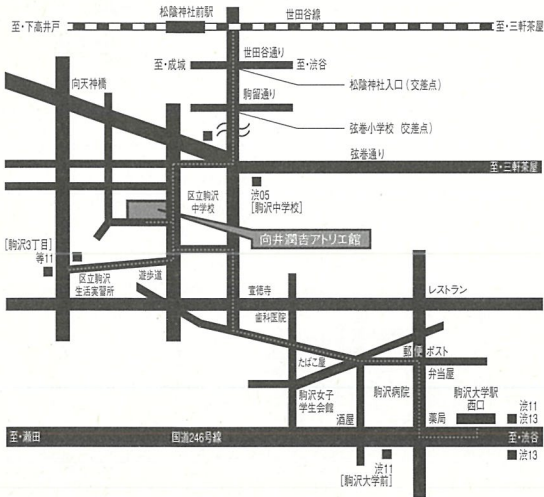 松陰神社前駅
世田谷線
至・下高井戸
至・三軒茶屋
世田谷通り
至・成城
至・渋谷
松陰神社入口（交差点）
向天神橋
駒留通り
弦巻小学校（交差点）
弦巻通り
至・三軒茶屋
区立駒沢
中学校
渋05
[駒沢中学校]
向井潤吉アトリエ館
[駒沢3丁目]
等11
区立駒沢
生活実習所
遊歩道
宣徳寺
レストラン
歯科医院
たばこ屋
郵便ポスト
弁当屋
駒沢女子
学生会館
駒沢病院
駒沢大学駅
西口
酒屋
薬局
渋11
渋13
至・瀬田
国道246号線
至・渋谷
渋11
[駒沢大学前]
渋13